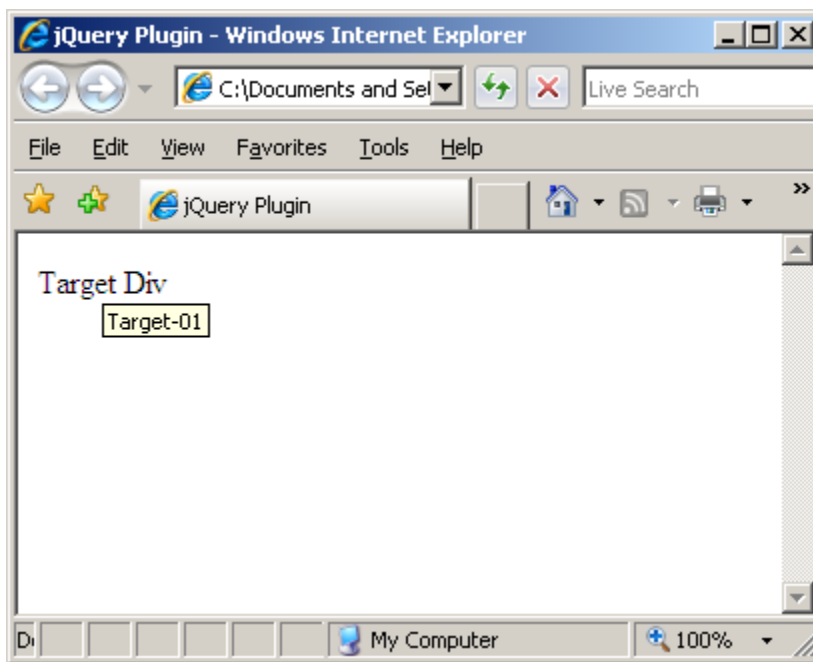 jQuery Plugin - Windows Internet Explorer
C:\Documents and Se
Live Search
File Edit View Favorites Tools Help
jQuery Plugin
Target Div
Target-01
My Computer
100%